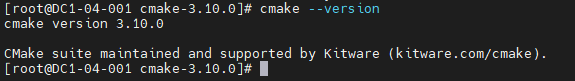 [root@DC1-04-001 cmake-3.10.0]# cmake --version
cmake version 3.10.0
CMake suite maintained and supported by Kitware (kitware.com/cmake).
[root@DC1-04-001 cmake-3.10.0]#